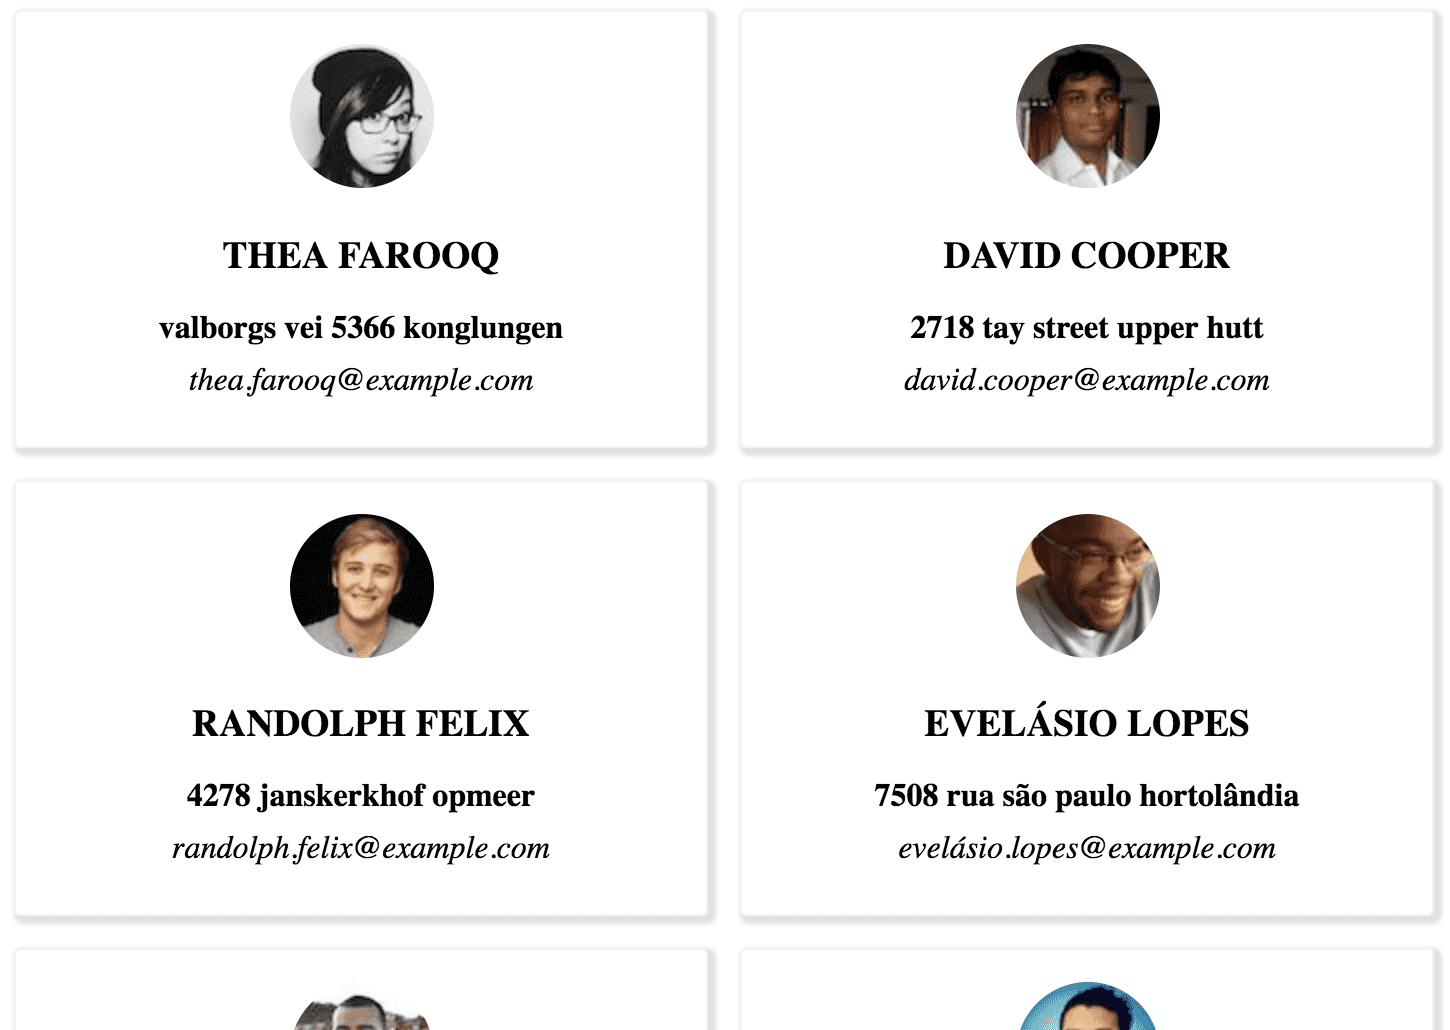 THEA FAROOQ
valborgs vei 5366 konglungen
thea.farooq@example.com
DAVID COOPER
2718 tay street upper hutt
david.cooper@example.com
RANDOLPH FELIX
4278 janskerkhof opmeer
randolph.felix@example.com
EVELÁSIO LOPES
7508 rua são paulo hortolândia
evelásio.lopes@example.com